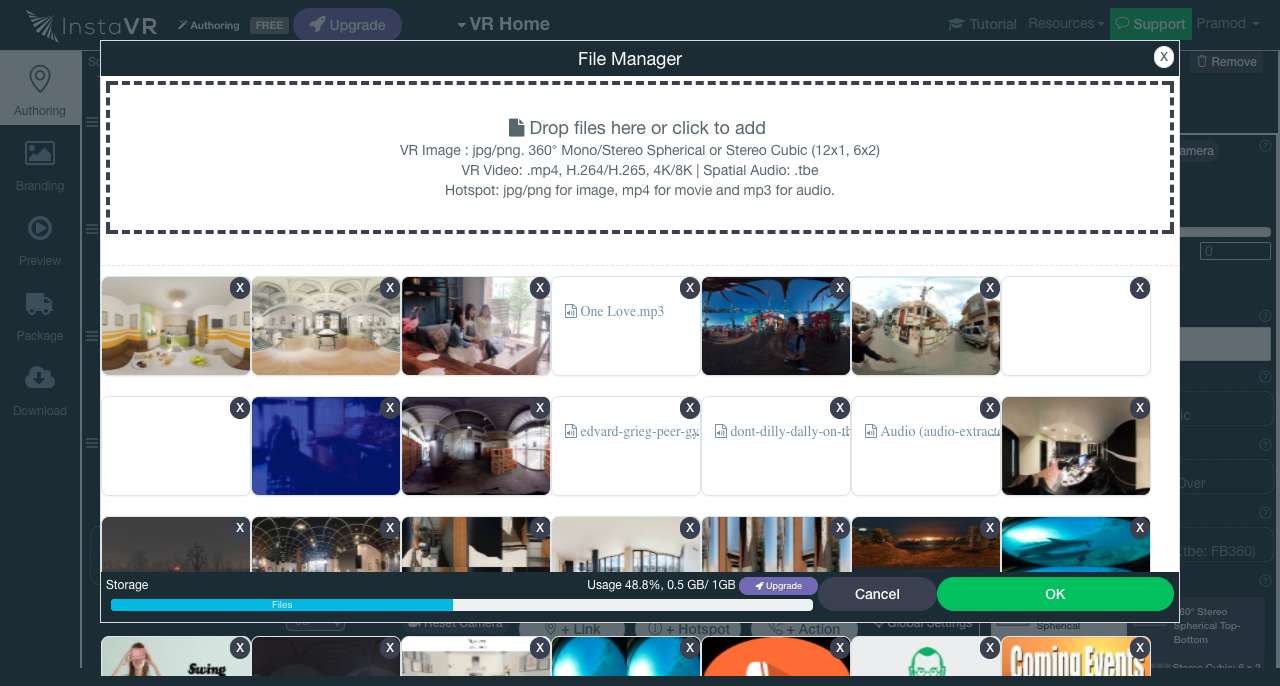 InstaVR
Authoring
FREE
Upgrade
VR Home
Tutorial
Resources
Support
Pramod
File Manager
X
Remove
Authoring
Branding
Preview
Package
Download
Drop files here or click to add
VR Image : jpg/png. 360° Mono/Stereo Spherical or Stereo Cubic (12x1, 6x2)
VR Video: .mp4, H.264/H.265, 4K/8K | Spatial Audio: .tbe
Hotspot: jpg/png for image, mp4 for movie and mp3 for audio.
amera
0
X X X X X X X
One Love.mp3
X X X X X X X
edvard-grieg-peer-gy
dont-dilly-dally-on-tb
Audio (audio-extracto
ic
Over
X X X X X X X
.tbe: FB360)
Storage
Usage 48.8%, 0.5 GB/ 1GB
Upgrade
Files
Cancel
OK
Reset Camera
+ Link
+ Hotspot
+ Action
Global Settings
Spherical
60° Stereo
Spherical Top-
Bottom
X X X X X X X
Swing
Coming Events
Stereo Cubic: 6 x 2